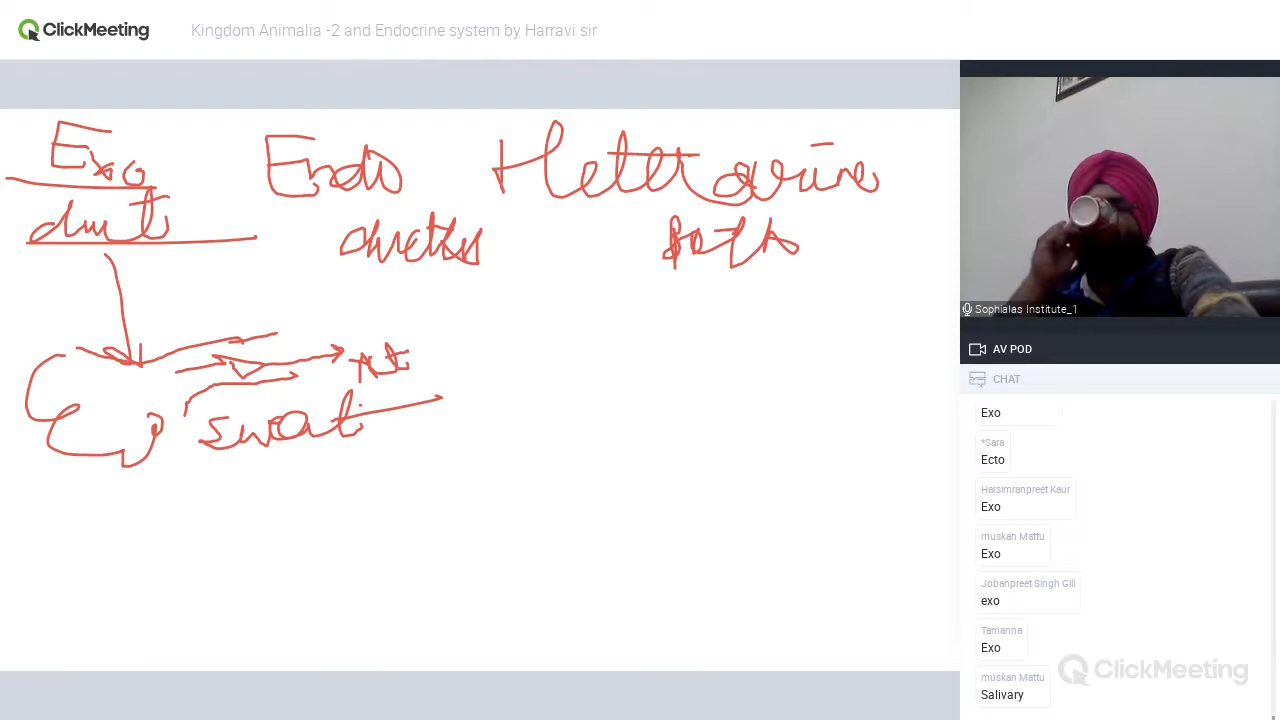 ClickMeeting
Kingdom Animalia -2 and Endocrine system by Harravi sir
Exo Endo Heterocrine
duct ductless both
sweat
Sophialas Institute_1
AV POD
CHAT
Exo
*Sara
Ecto
Harsimranpreet Kaur
Exo
muskan Mattu
Exo
Jobanpreet Singh Gill
exo
Tamanna
Exo
muskan Mattu
Salivary
ClickMeeting